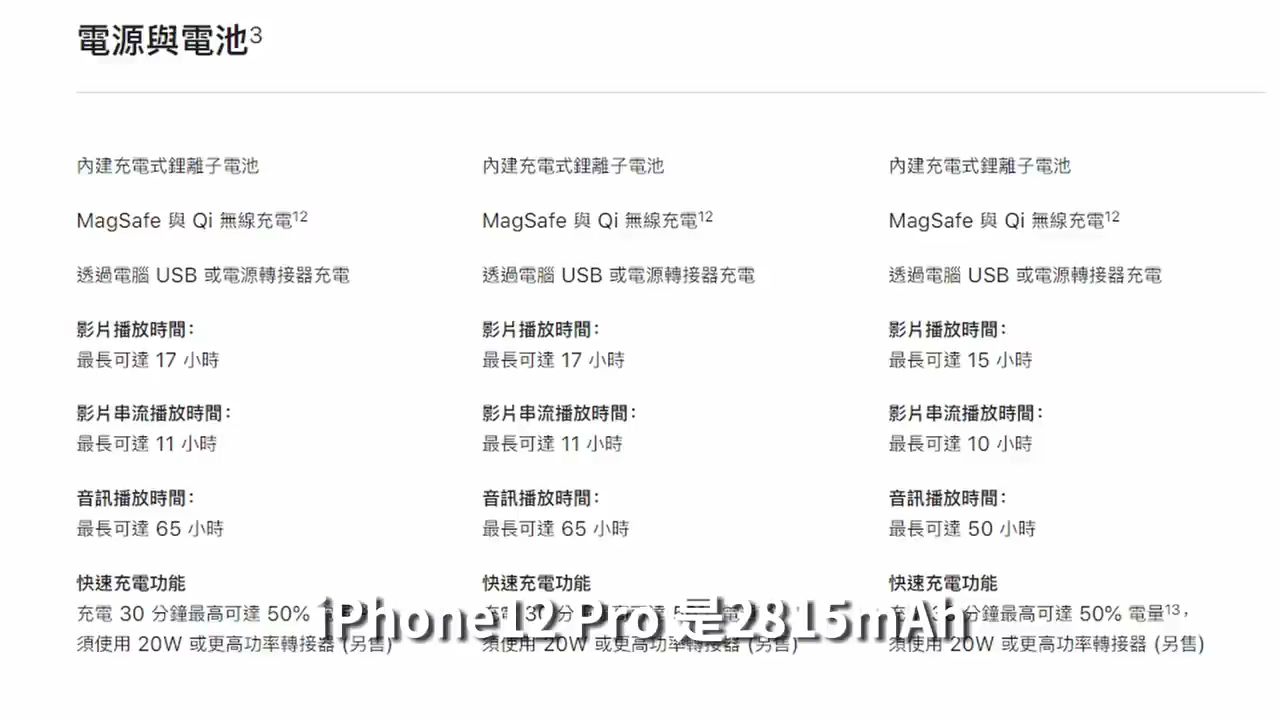 電源與電池3
內建充電式鋰離子電池
MagSafe 與 Qi 無線充電12
透過電腦 USB 或電源轉接器充電
影片播放時間：
最長可達 17 小時
影片串流播放時間：
最長可達 11 小時
音訊播放時間：
最長可達 65 小時
快速充電功能
充電 30 分鐘最高可達 50%
須使用 20W 或更高功率轉接器 (另售)
內建充電式鋰離子電池
MagSafe 與 Qi 無線充電12
透過電腦 USB 或電源轉接器充電
影片播放時間：
最長可達 17 小時
影片串流播放時間：
最長可達 11 小時
音訊播放時間：
最長可達 65 小時
快速充電功能
須使用 20W 或更高功率轉接器 (另售)
內建充電式鋰離子電池
MagSafe 與 Qi 無線充電12
透過電腦 USB 或電源轉接器充電
影片播放時間：
最長可達 15 小時
影片串流播放時間：
最長可達 10 小時
音訊播放時間：
最長可達 50 小時
快速充電功能
分鐘最高可達 50% 電量13，
須使用 20W 或更高功率轉接器 (另售)
iPhone12 Pro 是2815mAh